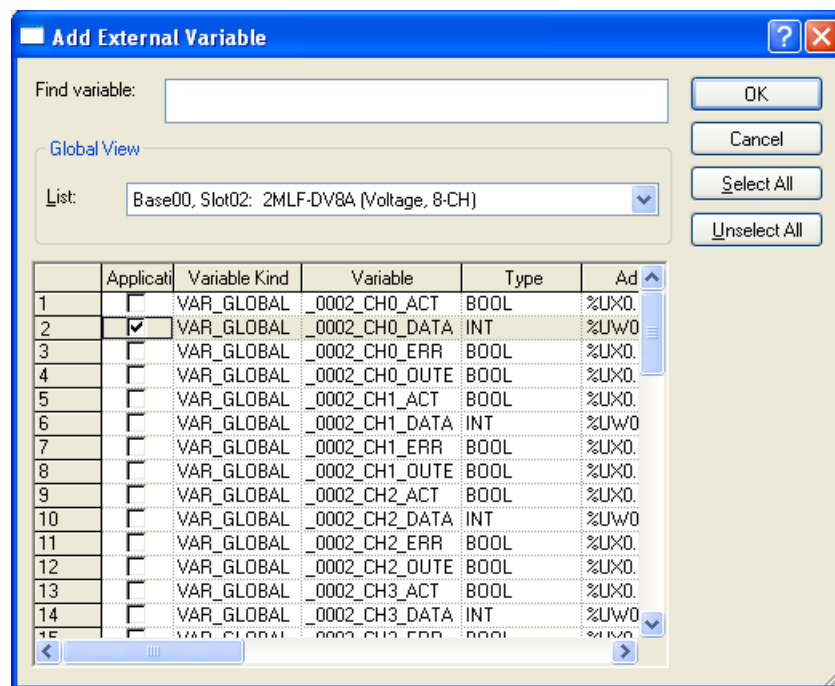 Add External Variable
Find variable:
OK
Cancel
Select All
Unselect All
Global View
List: Base00, Slot02: 2MLF-DV8A (Voltage, 8-CH)
Applicati Variable Kind Variable Type Ad
1 VAR_GLOBAL _0002_CH0_ACT BOOL %UX0.
2 VAR_GLOBAL _0002_CH0_DATA INT %UW0
3 VAR_GLOBAL _0002_CH0_ERR BOOL %UX0.
4 VAR_GLOBAL _0002_CH0_OUTE BOOL %UX0.
5 VAR_GLOBAL _0002_CH1_ACT BOOL %UX0.
6 VAR_GLOBAL _0002_CH1_DATA INT %UW0
7 VAR_GLOBAL _0002_CH1_ERR BOOL %UX0.
8 VAR_GLOBAL _0002_CH1_OUTE BOOL %UX0.
9 VAR_GLOBAL _0002_CH2_ACT BOOL %UX0.
10 VAR_GLOBAL _0002_CH2_DATA INT %UW0
11 VAR_GLOBAL _0002_CH2_ERR BOOL %UX0.
12 VAR_GLOBAL _0002_CH2_OUTE BOOL %UX0.
13 VAR_GLOBAL _0002_CH3_ACT BOOL %UX0.
14 VAR_GLOBAL _0002_CH3_DATA INT %UW0
15 VAR_GLOBAL _0002_CH3_ERR BOOL %UX0.